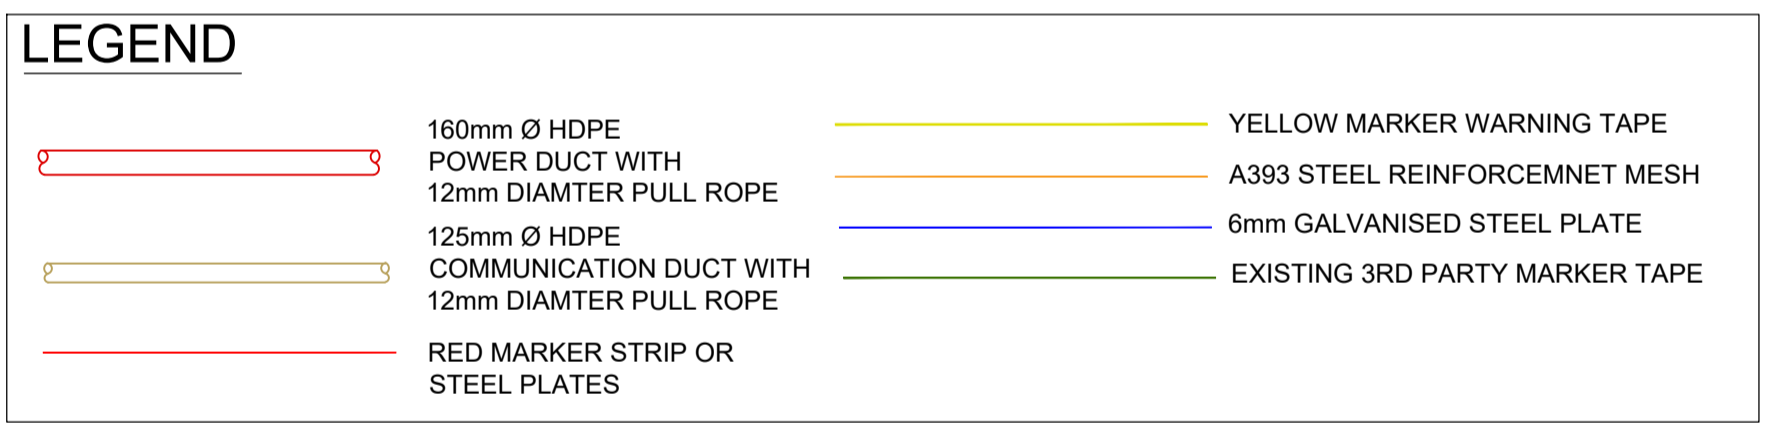 LEGEND
160mm Ø HDPE
POWER DUCT WITH
12mm DIAMTER PULL ROPE
125mm Ø HDPE
COMMUNICATION DUCT WITH
12mm DIAMTER PULL ROPE
RED MARKER STRIP OR
STEEL PLATES
YELLOW MARKER WARNING TAPE
A393 STEEL REINFORCEMNET MESH
6mm GALVANISED STEEL PLATE
EXISTING 3RD PARTY MARKER TAPE